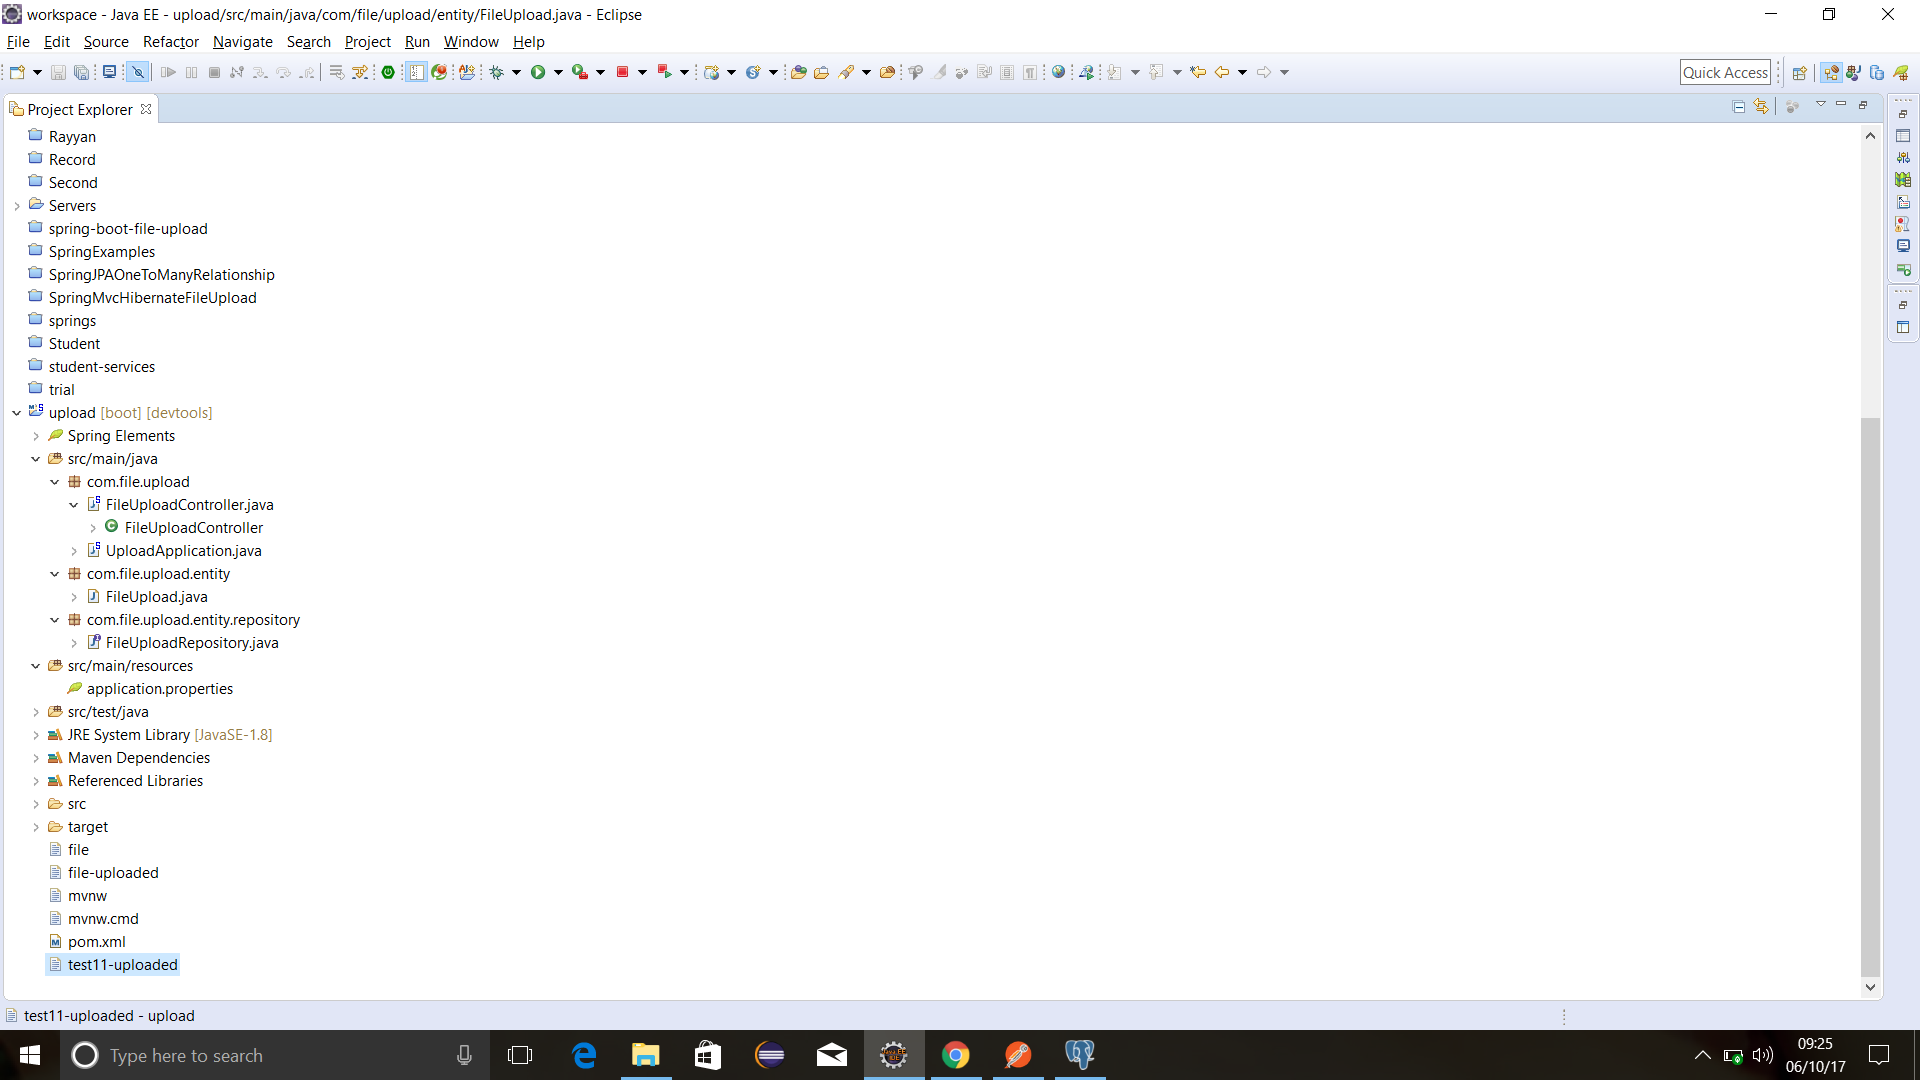 workspace - Java EE - upload/src/main/java/com/file/upload/entity/FileUpload.java - Eclipse
File Edit Source Refactor Navigate Search Project Run Window Help
Quick Access
Project Explorer
Rayyan
Record
Second
Servers
spring-boot-file-upload
SpringExamples
SpringJPAOneToManyRelationship
SpringMvcHibernateFileUpload
springs
Student
student-services
trial
upload [boot] [devtools]
Spring Elements
src/main/java
com.file.upload
FileUploadController.java
FileUploadController
UploadApplication.java
com.file.upload.entity
FileUpload.java
com.file.upload.entity.repository
FileUploadRepository.java
src/main/resources
application.properties
src/test/java
JRE System Library [JavaSE-1.8]
Maven Dependencies
Referenced Libraries
src
target
file
file-uploaded
mvnw
mvnw.cmd
pom.xml
test11-uploaded
test11-uploaded - upload
Type here to search
09:25
06/10/17